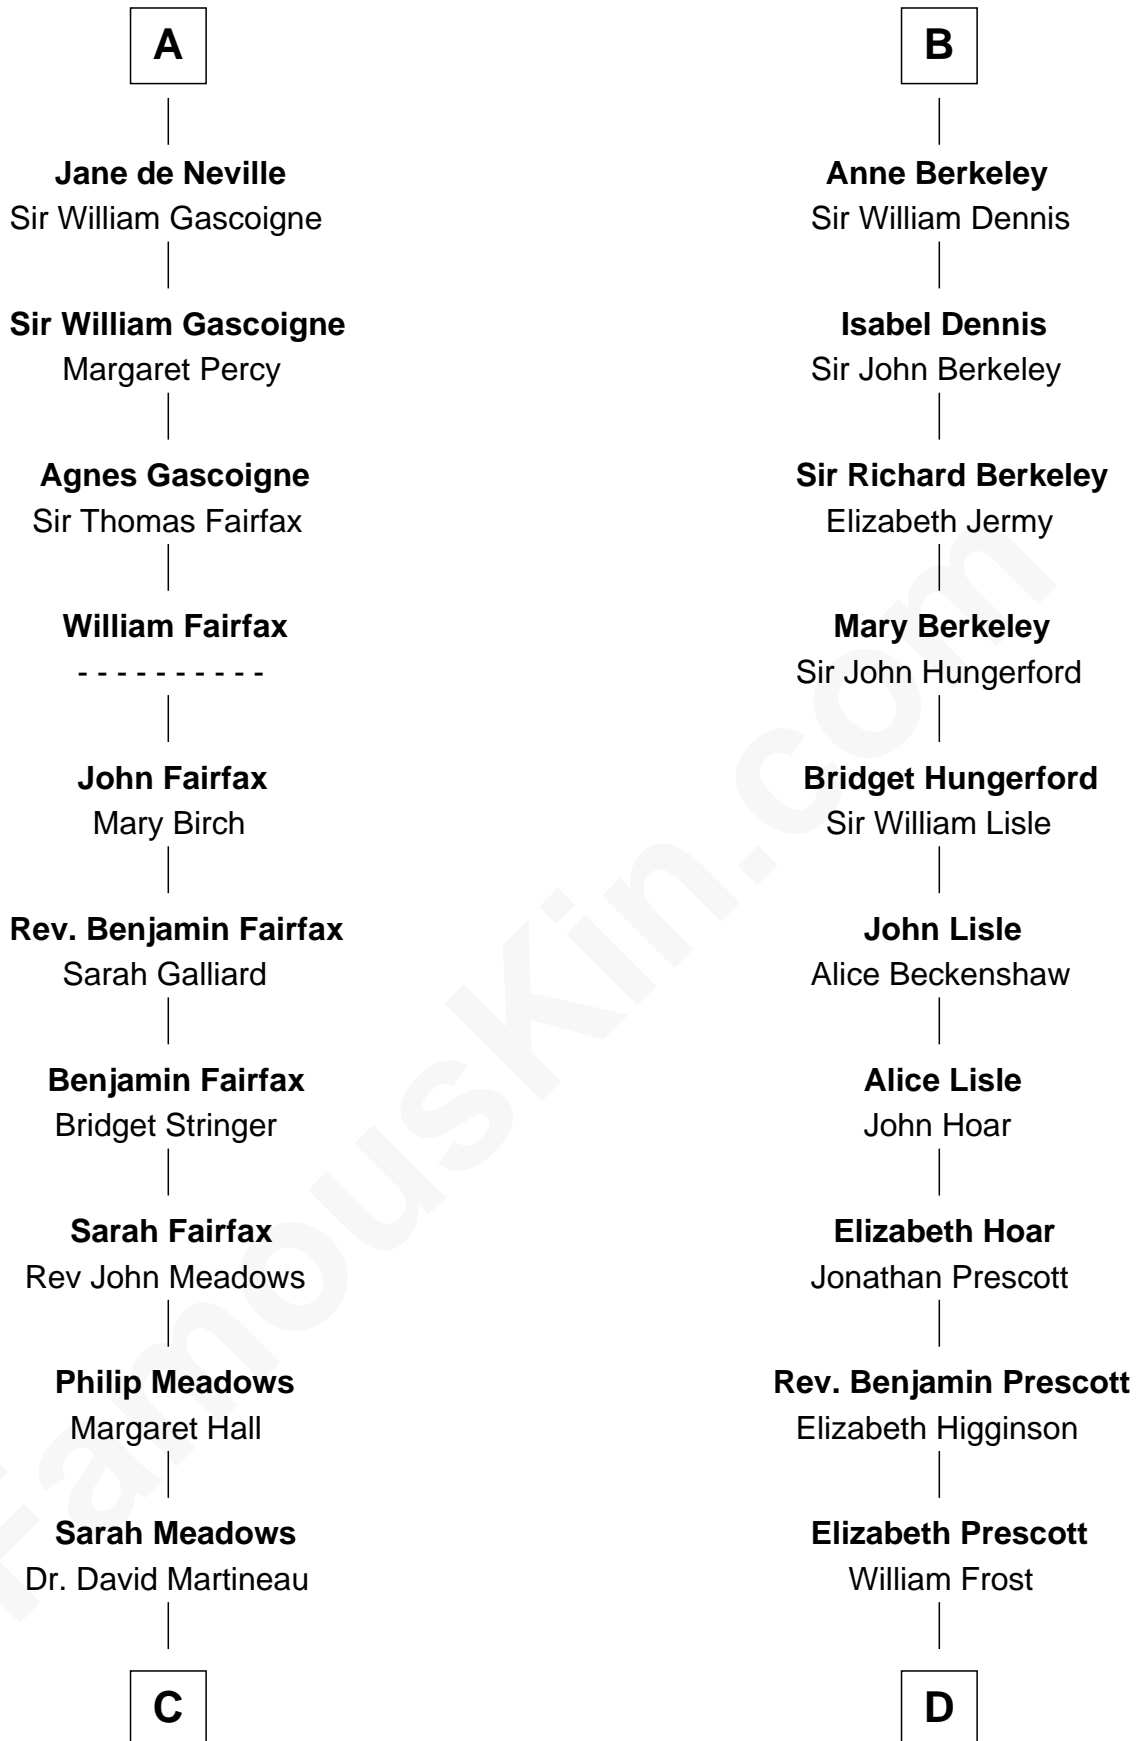 A
Jane de Neville
Sir William Gascoigne
Sir William Gascoigne
Margaret Percy
Agnes Gascoigne
Sir Thomas Fairfax
William Fairfax
- - - - - - - - - -
John Fairfax
Mary Birch
Rev. Benjamin Fairfax
Sarah Galliard
Benjamin Fairfax
Bridget Stringer
Sarah Fairfax
Rev John Meadows
Philip Meadows
Margaret Hall
Sarah Meadows
Dr. David Martineau
C
B
Anne Berkeley
Sir William Dennis
Isabel Dennis
Sir John Berkeley
Sir Richard Berkeley
Elizabeth Jermy
Mary Berkeley
Sir John Hungerford
Bridget Hungerford
Sir William Lisle
John Lisle
Alice Beckenshaw
Alice Lisle
John Hoar
Elizabeth Hoar
Jonathan Prescott
Rev. Benjamin Prescott
Elizabeth Higginson
Elizabeth Prescott
William Frost
D
FamousKin.com